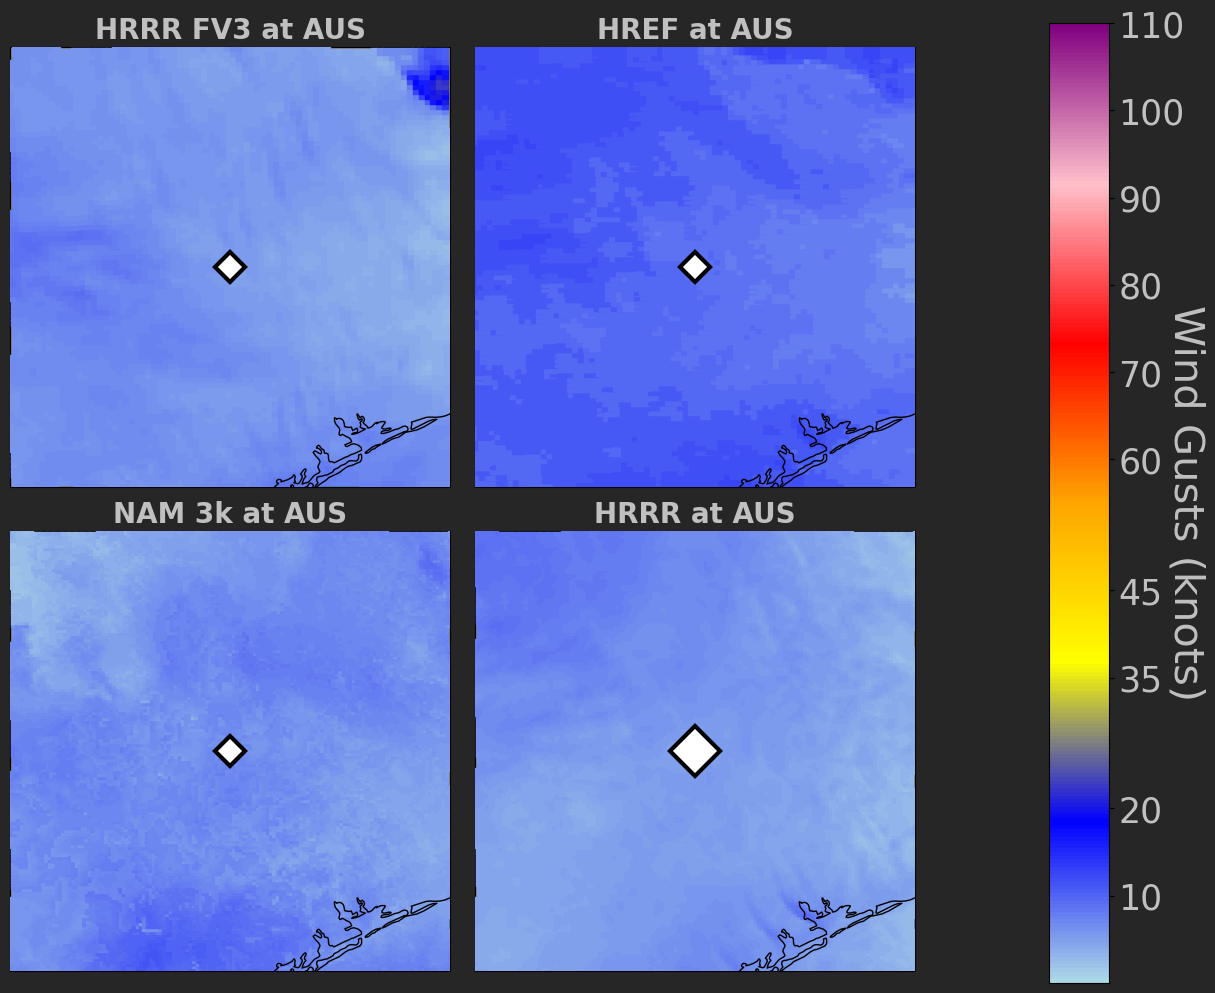 HRRR FV3 at AUS
HREF at AUS
NAM 3k at AUS
HRRR at AUS
110
100
90
80
70
60
45
35
20
10
Wind Gusts (knots)